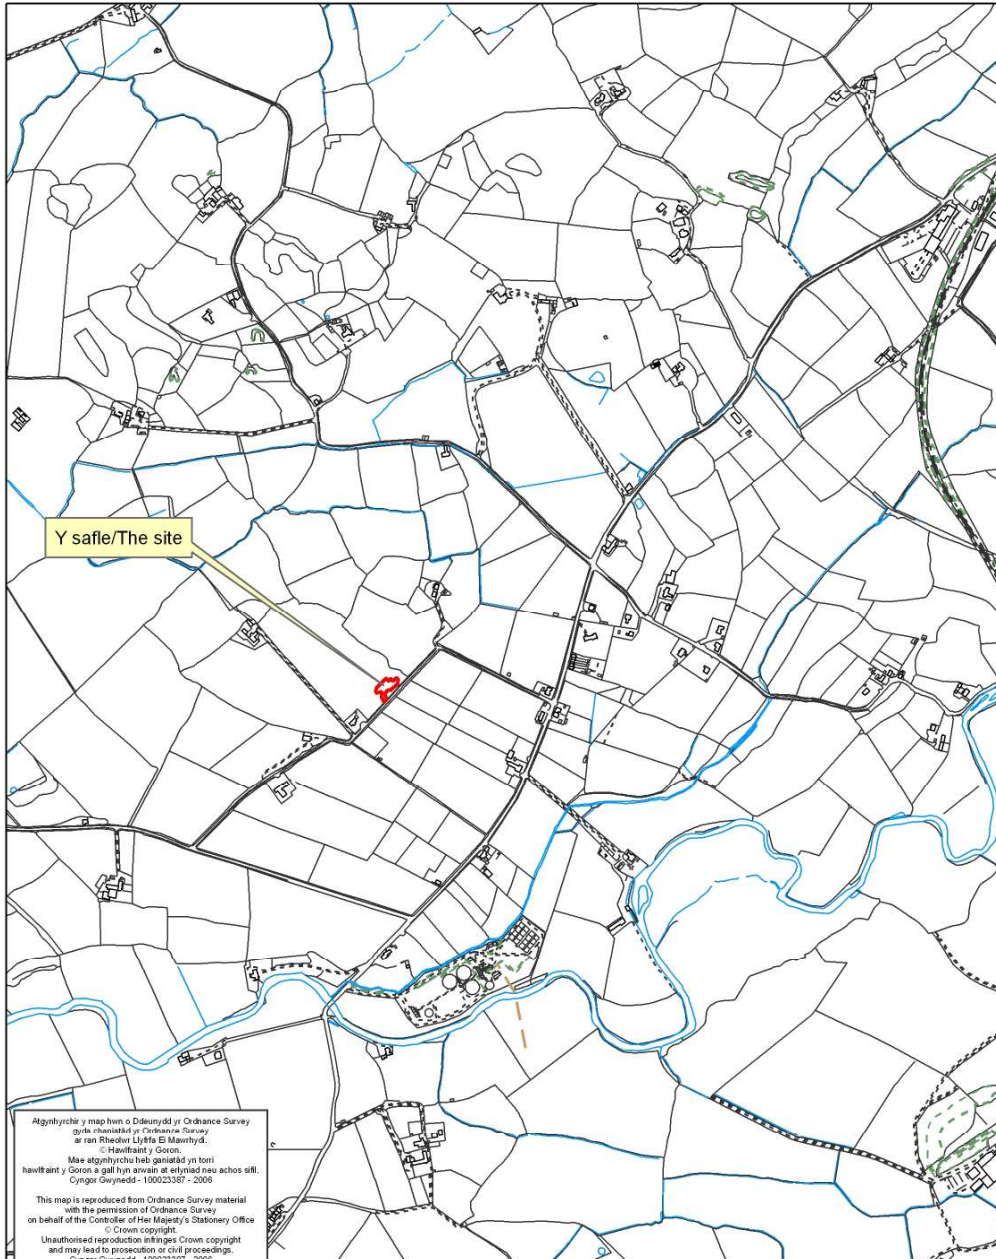 Y safle/The site
Atgynhyrchir y map hwn o Ddeunydd yr Ordnance Survey
gyda chaniatâd yr Ordnance Survey
ar ran Rheolwr Llyfrfa Ei Mawrhydi.
© Hawlfraint y Goron.
Mae atgynhyrchu heb ganiatâd yn torri
hawlfraint y Goron a gall hyn arwain at erlyniad neu achos sifil.
Cyngor Gwynedd - 100023387 - 2006
This map is reproduced from Ordnance Survey material
with the permission of Ordnance Survey
on behalf of the Controller of Her Majesty's Stationery Office
© Crown copyright.
Unauthorised reproduction infringes Crown copyright
and may lead to prosecution or civil proceedings.
Cyngor Gwynedd - 100023387 - 2006